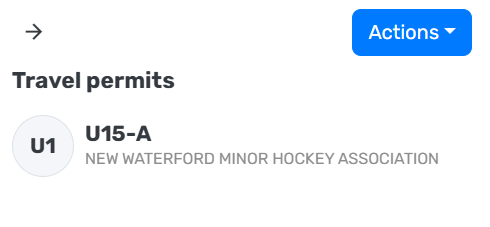 Actions
Travel permits
U1
U15-A
NEW WATERFORD MINOR HOCKEY ASSOCIATION